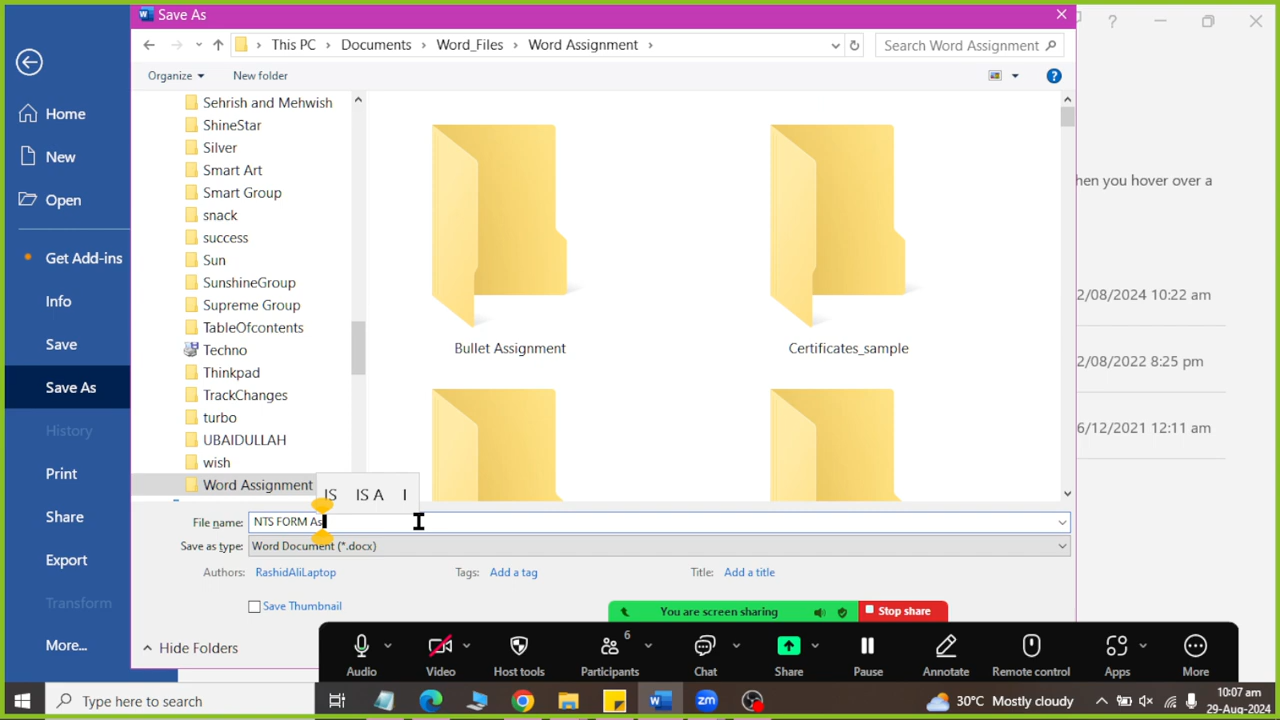 Save As
This PC > Documents > Word_Files > Word Assignment >
Search Word Assignment
Organize
New folder
Home
New
Open
Get Add-ins
Info
Save
Save As
History
Print
Share
Export
Transform
More...
Sehrish and Mehwish
ShineStar
Silver
Smart Art
Smart Group
snack
success
Sun
SunshineGroup
Supreme Group
TableOfcontents
Techno
Thinkpad
TrackChanges
turbo
UBAIDULLAH
wish
Word Assignment
Bullet Assignment
Certificates_sample
hen you hover over a
2/08/2024 10:22 am
2/08/2022 8:25 pm
6/12/2021 12:11 am
IS IS A I
File name: NTS FORM As
Save as type: Word Document (*.docx)
Authors: RashidAliLaptop
Tags: Add a tag
Title: Add a title
Save Thumbnail
Hide Folders
You are screen sharing
Stop share
6
Audio
Video
Host tools
Participants
Chat
Share
Pause
Annotate
Remote control
Apps
More
Type here to search
zm
30°C Mostly cloudy
10:07 am
29-Aug-2024